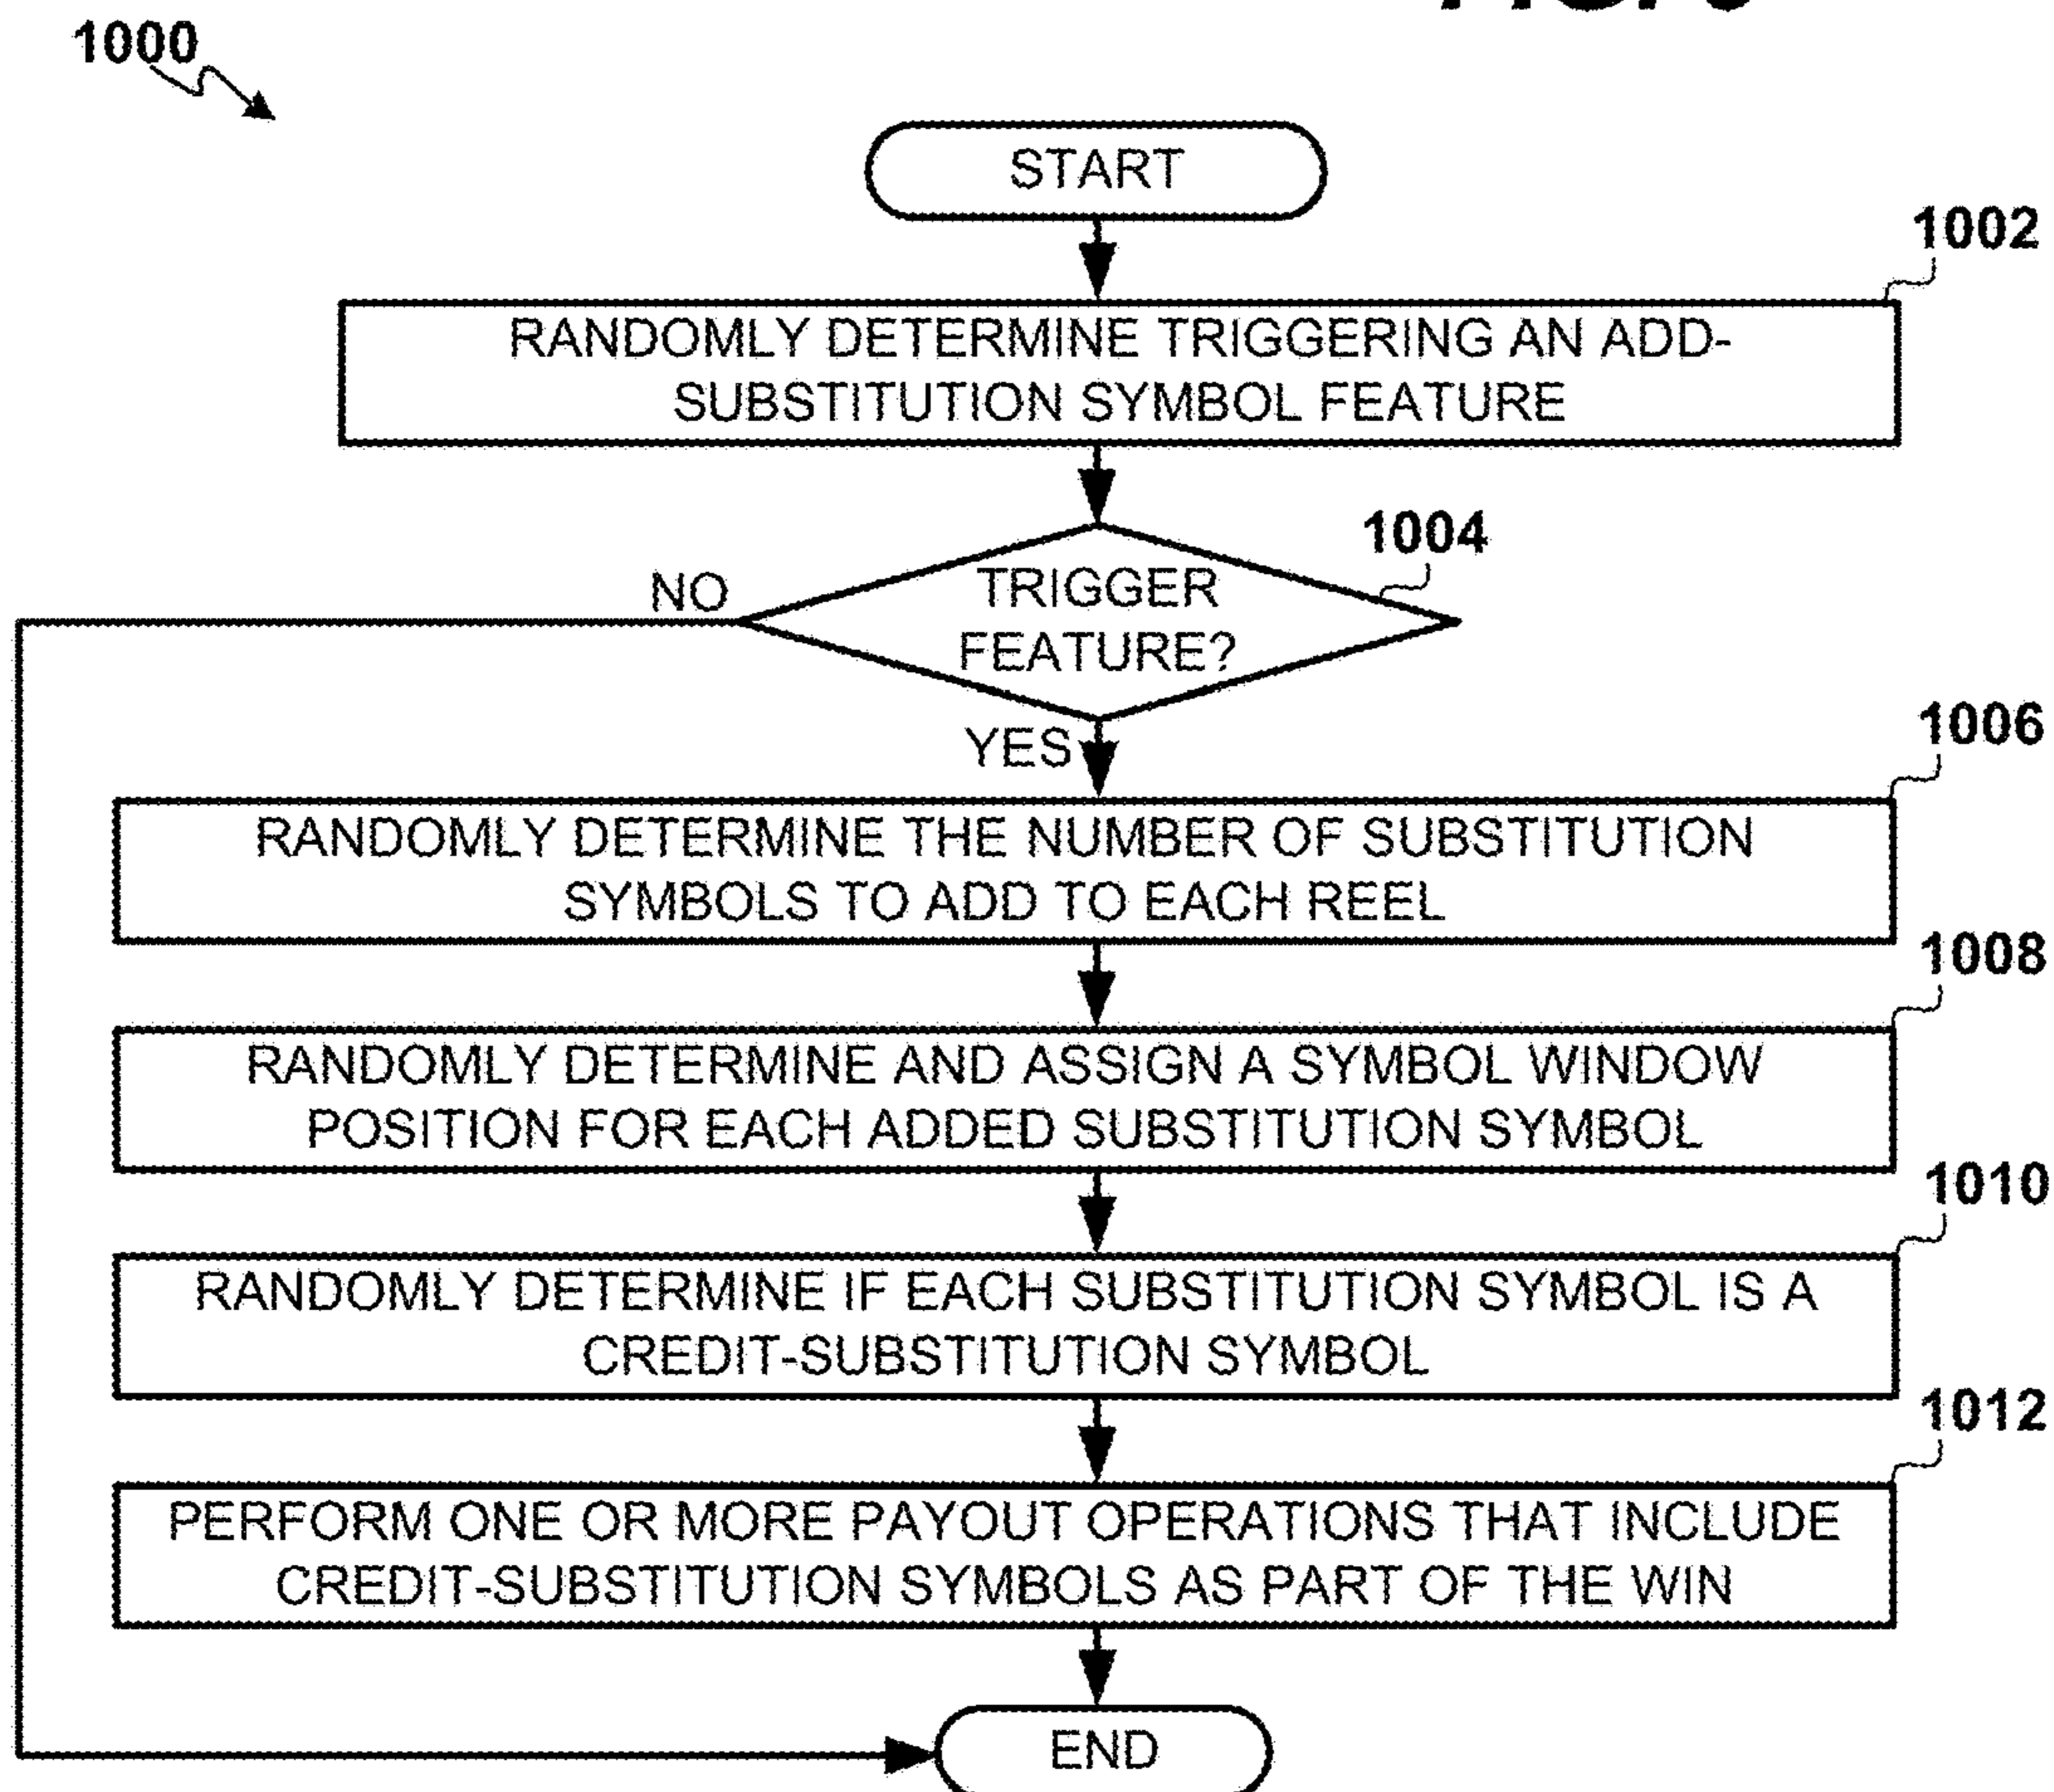 1000
START
1002
RANDOMLY DETERMINE TRIGGERING AN ADD-
SUBSTITUTION SYMBOL FEATURE
1004
NO
TRIGGER
FEATURE?
YES
1006
RANDOMLY DETERMINE THE NUMBER OF SUBSTITUTION
SYMBOLS TO ADD TO EACH REEL
1008
RANDOMLY DETERMINE AND ASSIGN A SYMBOL WINDOW
POSITION FOR EACH ADDED SUBSTITUTION SYMBOL
1010
RANDOMLY DETERMINE IF EACH SUBSTITUTION SYMBOL IS A
CREDIT-SUBSTITUTION SYMBOL
1012
PERFORM ONE OR MORE PAYOUT OPERATIONS THAT INCLUDE
CREDIT-SUBSTITUTION SYMBOLS AS PART OF THE WIN
END